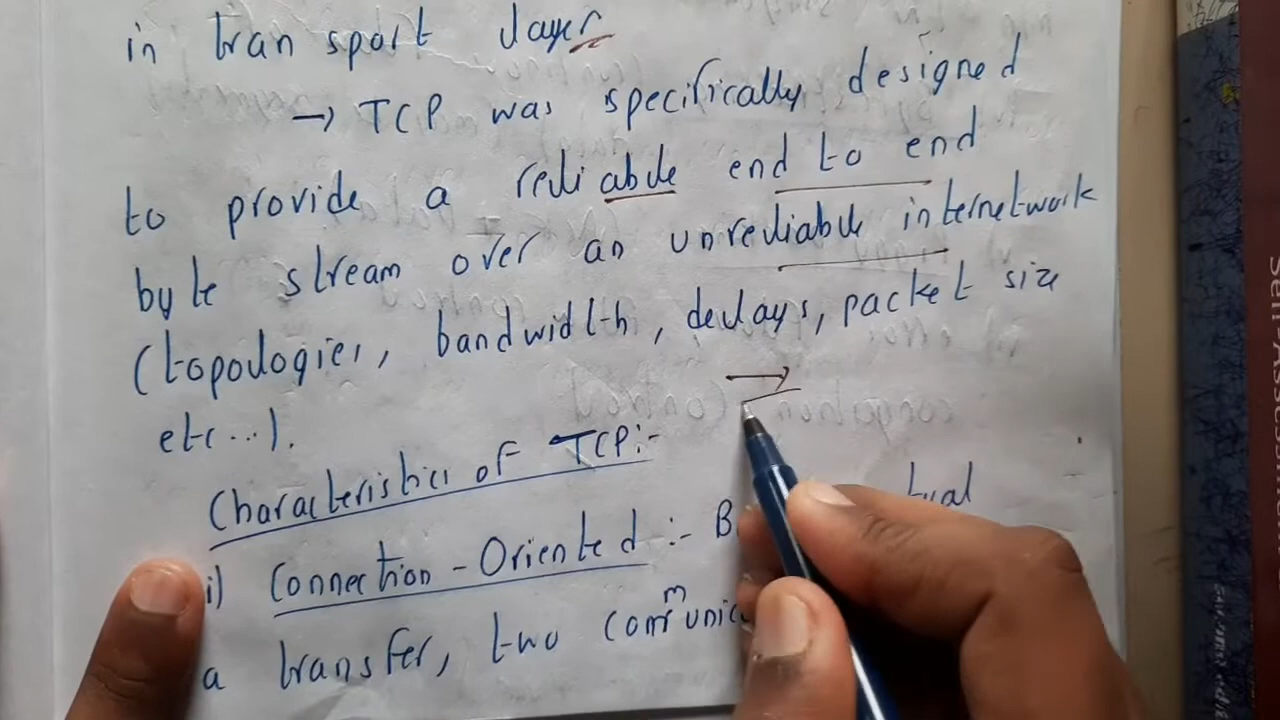 in transport layer
→ TCP was specifically designed
to provide a reliable end to end
byte stream over an unreliable internetwork
(topologies, bandwidth, delays, packet size
etc...).
Characteristics of TCP:-
i) Connection-Oriented :-
a transfer, two